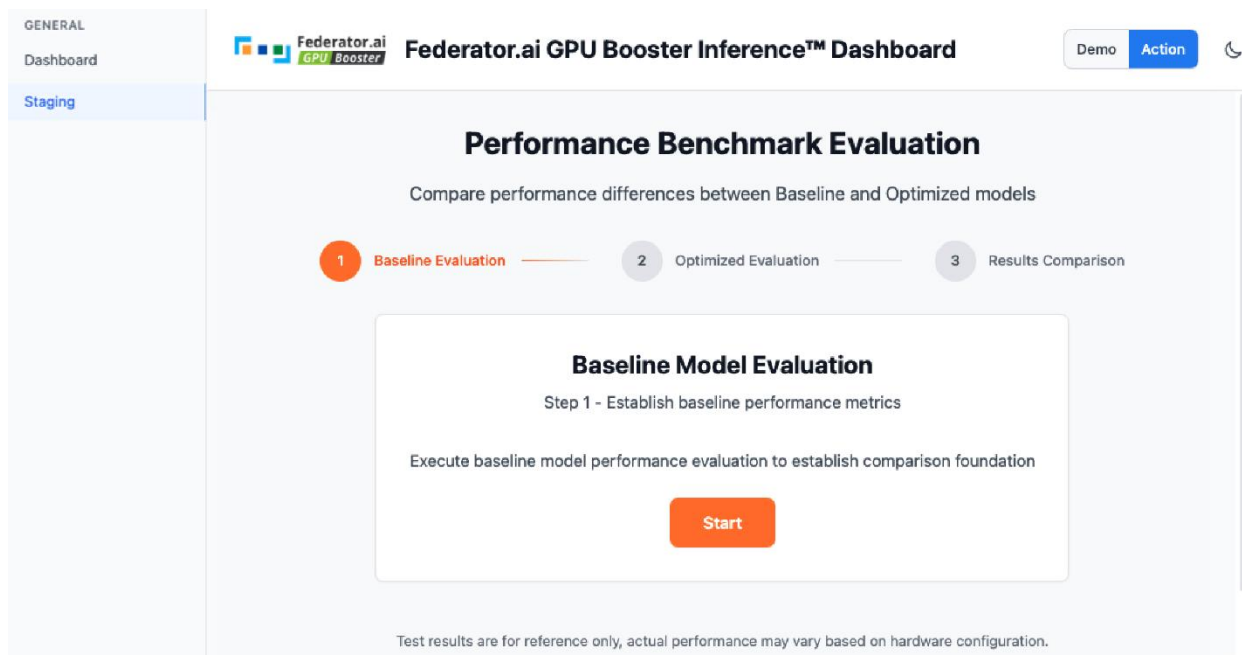 GENERAL
Dashboard
Staging
Federator.ai
GPU Booster
Federator.ai GPU Booster Inference™ Dashboard
Demo
Action
Performance Benchmark Evaluation
Compare performance differences between Baseline and Optimized models
1 Baseline Evaluation
2 Optimized Evaluation
3 Results Comparison
Baseline Model Evaluation
Step 1 - Establish baseline performance metrics
Execute baseline model performance evaluation to establish comparison foundation
Start
Test results are for reference only, actual performance may vary based on hardware configuration.